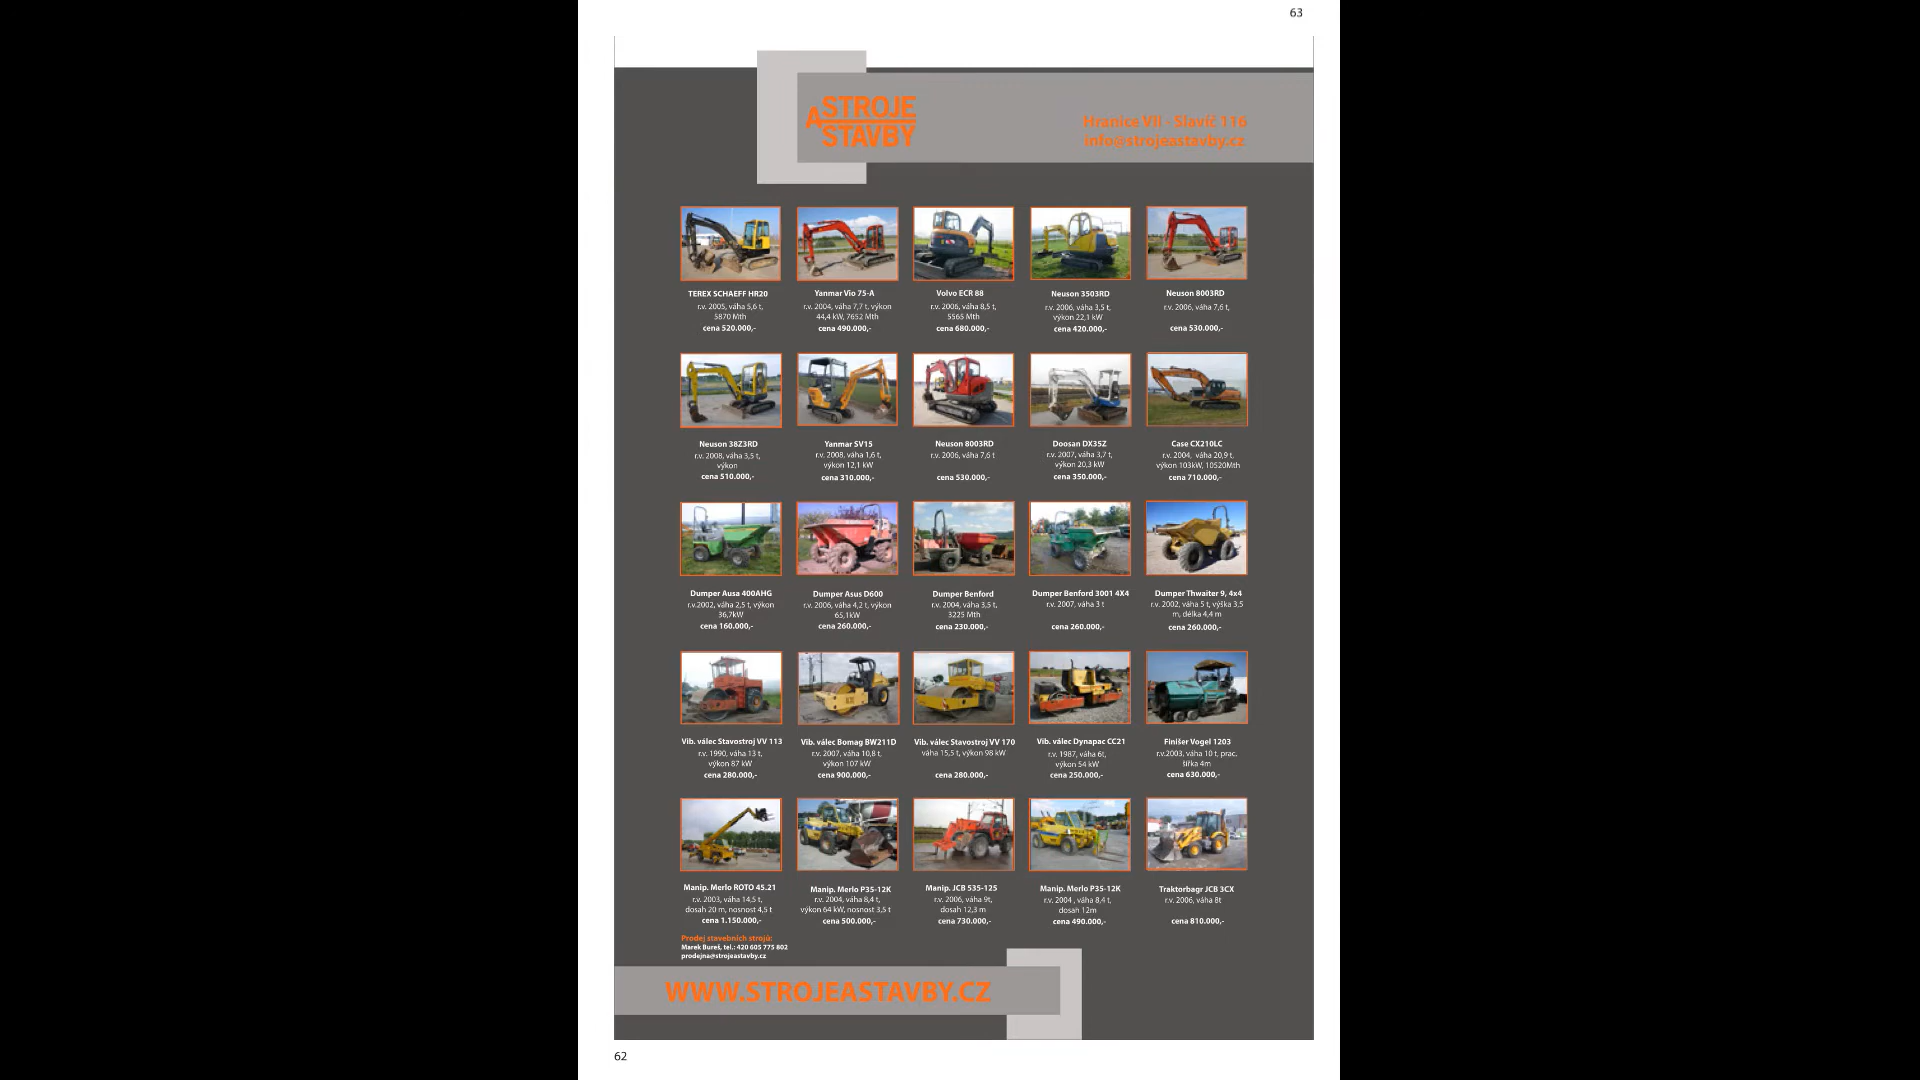 63
STROJE
A
STAVBY
Hranice VII - Slavíč 116
info@strojeastavby.cz
TEREX SCHAEFF HR20
r.v. 2005, váha 5,6 t,
5870 Mth
cena 520.000,-
Yanmar Vio 75-A
r.v. 2004, váha 7,7 t, výkon
44,4 kW, 7652 Mth
cena 490.000,-
Volvo ECR 88
r.v. 2006, váha 8,5 t,
5565 Mth
cena 680.000,-
Neuson 3503RD
r.v. 2006, váha 3,5 t,
výkon 22,1 kW
cena 420.000,-
Neuson 8003RD
r.v. 2006, váha 7,6 t,
cena 530.000,-
Neuson 38Z3RD
r.v. 2008, váha 3,5 t,
výkon
cena 510.000,-
Yanmar SV15
r.v. 2008, váha 1,6 t,
výkon 12,1 kW
cena 310.000,-
Neuson 8003RD
r.v. 2006, váha 7,6 t
cena 530.000,-
Doosan DX35Z
r.v. 2007, váha 3,7 t,
výkon 20,3 kW
cena 350.000,-
Case CX210LC
r.v. 2004, váha 20,9 t,
výkon 103kW, 10520Mth
cena 710.000,-
Dumper Ausa 400AHG
r.v.2002, váha 2,5 t, výkon
36,7kW
cena 160.000,-
Dumper Asus D600
r.v. 2006, váha 4,2 t, výkon
65,1kW
cena 260.000,-
Dumper Benford
r.v. 2004, váha 3,5 t,
3225 Mth
cena 230.000,-
Dumper Benford 3001 4X4
r.v. 2007, váha 3 t
cena 260.000,-
Dumper Thwaiter 9, 4x4
r.v. 2002, váha 5 t, výška 3,5
m, délka 4,4 m
cena 260.000,-
Vib. válec Stavostroj VV 113
r.v. 1990, váha 13 t,
výkon 87 kW
cena 280.000,-
Vib. válec Bomag BW211D
r.v. 2007, váha 10,8 t,
výkon 107 kW
cena 900.000,-
Vib. válec Stavostroj VV 170
váha 15,5 t, výkon 98 kW
cena 280.000,-
Vib. válec Dynapac CC21
r.v. 1987, váha 6t,
výkon 54 kW
cena 250.000,-
Finišer Vogel 1203
r.v.2003, váha 10 t, prac.
šířka 4m
cena 630.000,-
Manip. Merlo ROTO 45.21
r.v. 2003, váha 14,5 t,
dosah 20 m, nosnost 4,5 t
cena 1.150.000,-
Manip. Merlo P35-12K
r.v. 2004, váha 8,4 t,
výkon 64 kW, nosnost 3,5 t
cena 500.000,-
Manip. JCB 535-125
r.v. 2006, váha 9t,
dosah 12,3 m
cena 730.000,-
Manip. Merlo P35-12K
r.v. 2004 , váha 8,4 t,
dosah 12m
cena 490.000,-
Traktorbagr JCB 3CX
r.v. 2006, váha 8t
cena 810.000,-
Prodej stavebních strojů:
Marek Bureš, tel.: 420 605 775 802
prodejna@strojeastavby.cz
WWW.STROJEASTAVBY.CZ
62